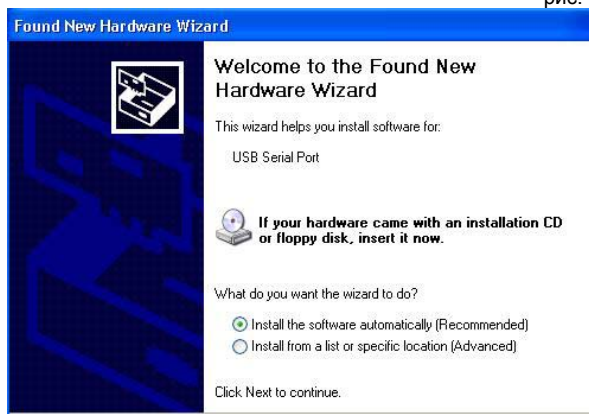 рис.
Found New Hardware Wizard
Welcome to the Found New
Hardware Wizard
This wizard helps you install software for:
USB Serial Port
If your hardware came with an installation CD
or floppy disk, insert it now.
What do you want the wizard to do?
Install the software automatically (Recommended)
Install from a list or specific location (Advanced)
Click Next to continue.